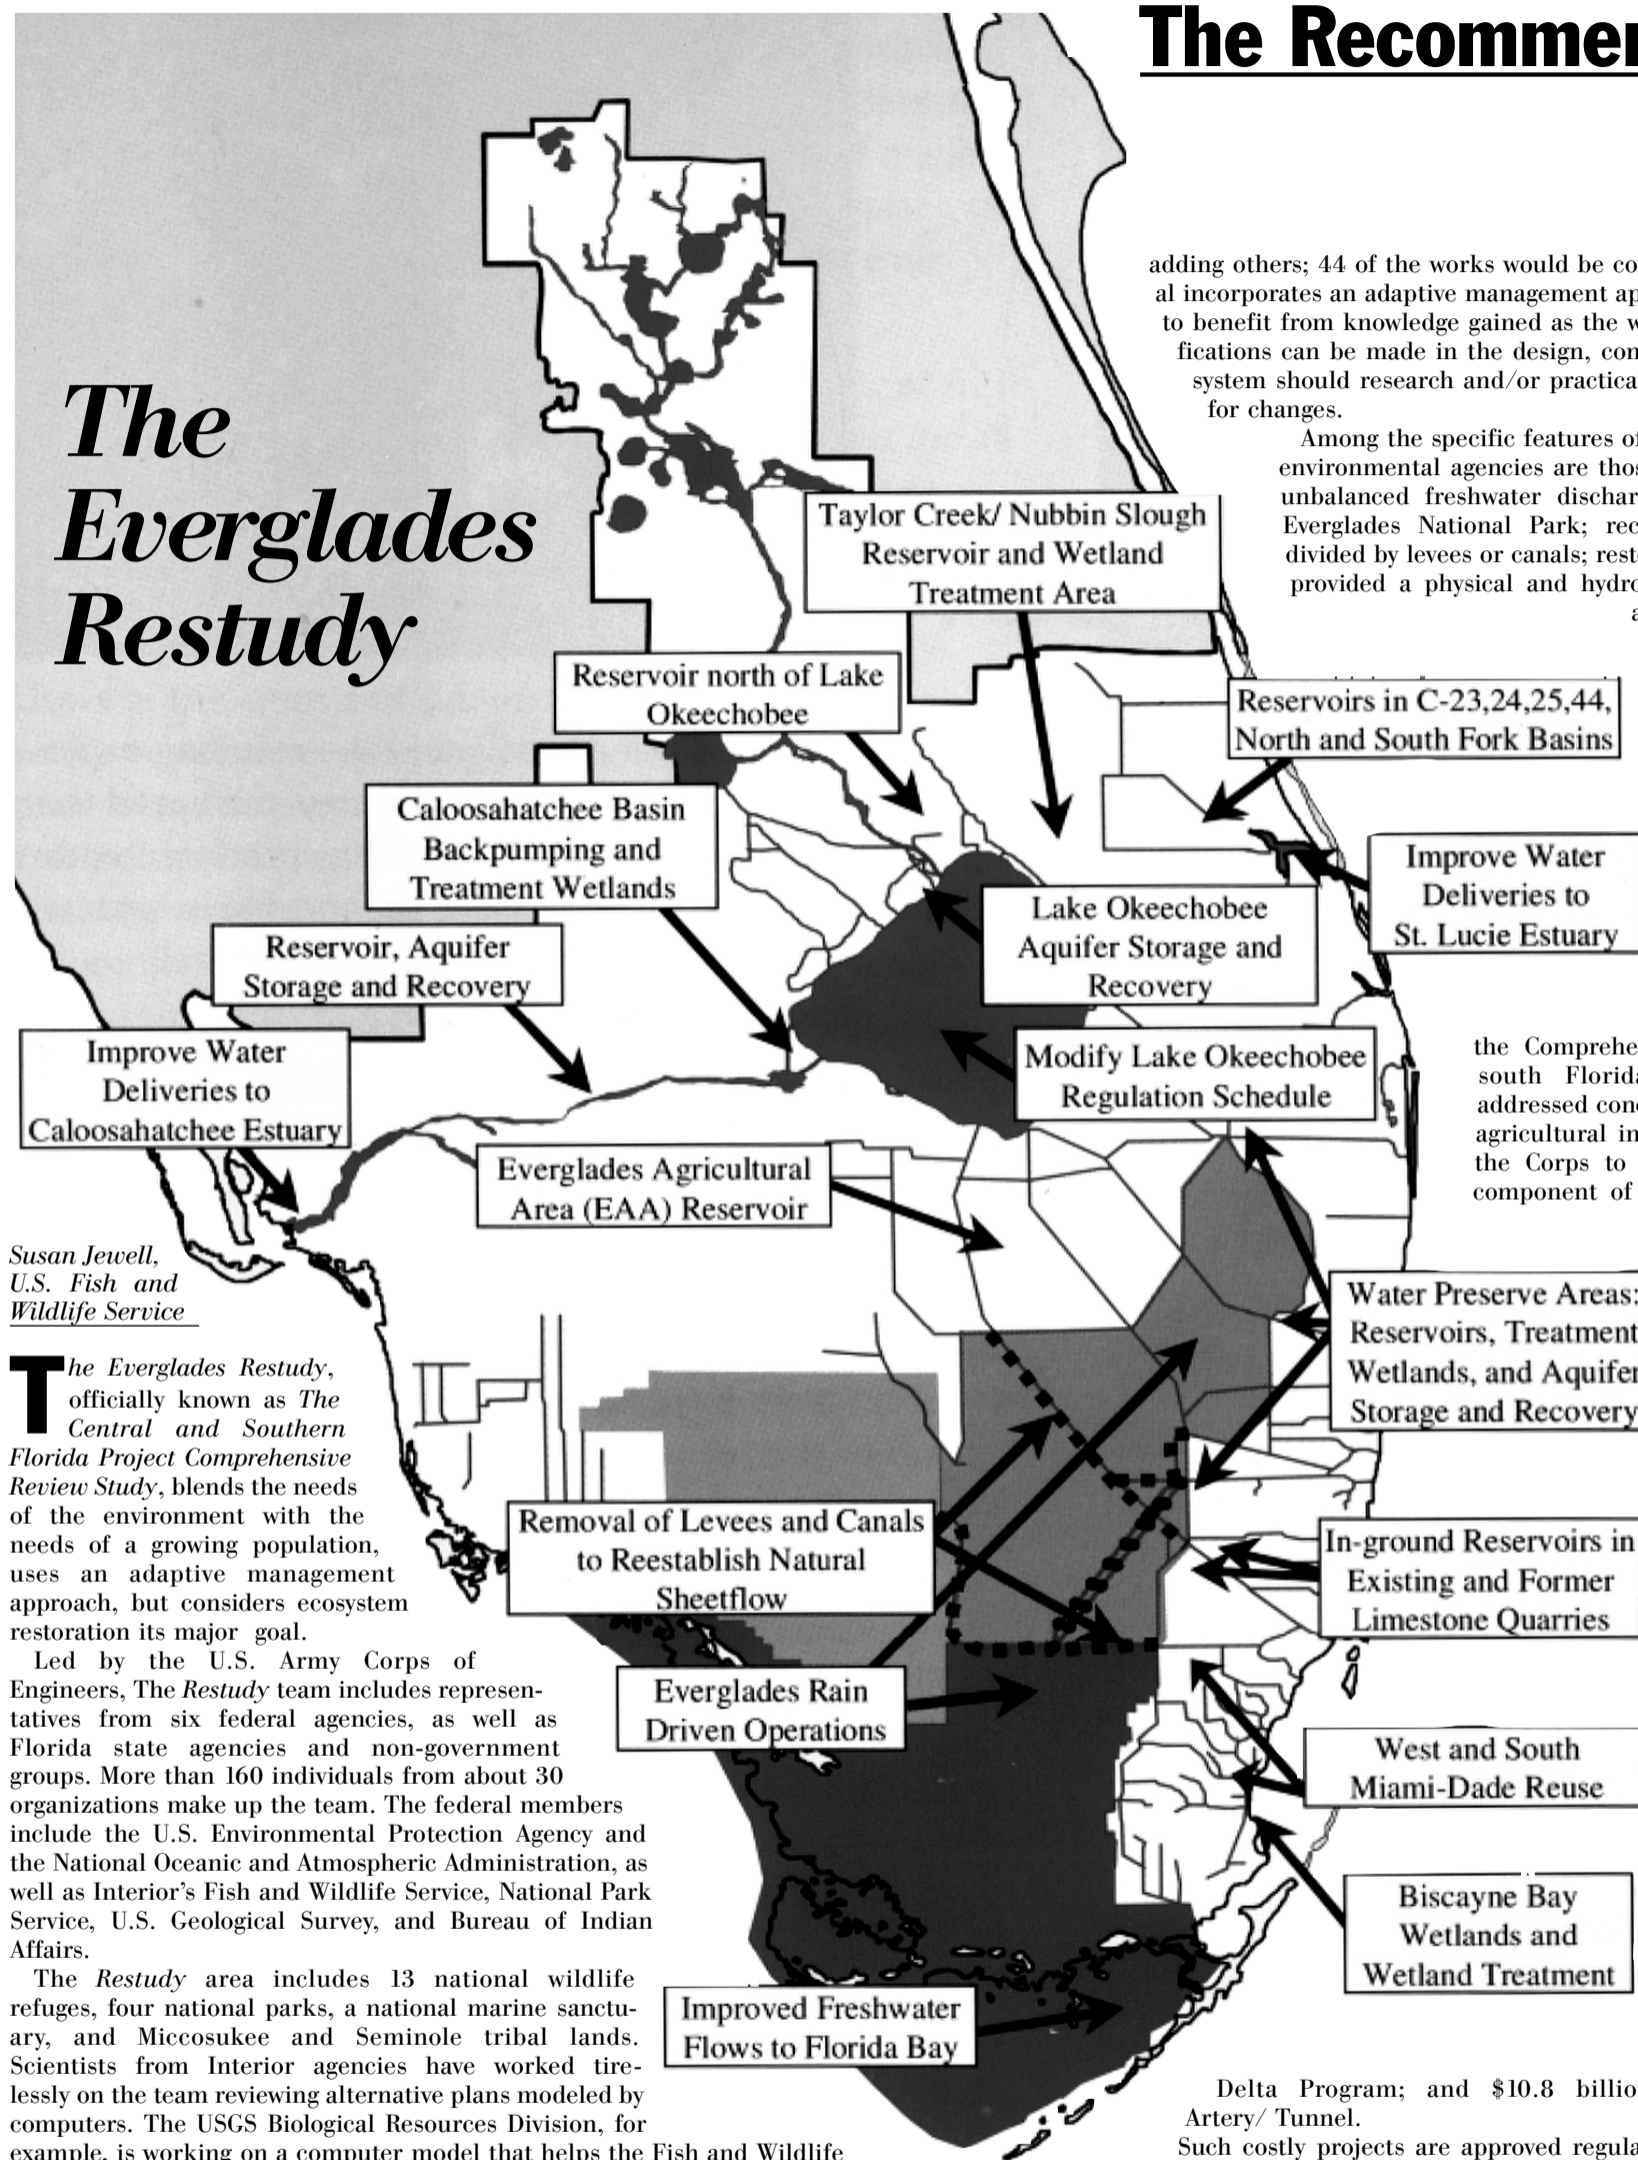 The Recommen
The
Everglades
Restudy
adding others; 44 of the works would be co
al incorporates an adaptive management ap
to benefit from knowledge gained as the w
fications can be made in the design, con
system should research and/or practica
for changes.
Among the specific features of
environmental agencies are thos
unbalanced freshwater dischar
Everglades National Park; rec
divided by levees or canals; rest
provided a physical and hydro
a
Taylor Creek/ Nubbin Slough
Reservoir and Wetland
Treatment Area
Reservoir north of Lake
Okeechobee
Reservoirs in C-23,24,25,44,
North and South Fork Basins
Caloosahatchee Basin
Backpumping and
Treatment Wetlands
Improve Water
Deliveries to
St. Lucie Estuary
Lake Okeechobee
Aquifer Storage and
Recovery
Reservoir, Aquifer
Storage and Recovery
Improve Water
Deliveries to
Caloosahatchee Estuary
Modify Lake Okeechobee
Regulation Schedule
the Comprehe
south Florida
addressed conc
agricultural in
the Corps to
component of
Everglades Agricultural
Area (EAA) Reservoir
Water Preserve Areas:
Reservoirs, Treatment
Wetlands, and Aquifer
Storage and Recovery
Removal of Levees and Canals
to Reestablish Natural
Sheetflow
In-ground Reservoirs in
Existing and Former
Limestone Quarries
Everglades Rain
Driven Operations
West and South
Miami-Dade Reuse
Biscayne Bay
Wetlands and
Wetland Treatment
Improved Freshwater
Flows to Florida Bay
Susan Jewell,
U.S. Fish and
Wildlife Service
The Everglades Restudy,
officially known as The
Central and Southern
Florida Project Comprehensive
Review Study, blends the needs
of the environment with the
needs of a growing population,
uses an adaptive management
approach, but considers ecosystem
restoration its major goal.
Led by the U.S. Army Corps of
Engineers, The Restudy team includes represen-
tatives from six federal agencies, as well as
Florida state agencies and non-government
groups. More than 160 individuals from about 30
organizations make up the team. The federal members
include the U.S. Environmental Protection Agency and
the National Oceanic and Atmospheric Administration, as
well as Interior's Fish and Wildlife Service, National Park
Service, U.S. Geological Survey, and Bureau of Indian
Affairs.
The Restudy area includes 13 national wildlife
refuges, four national parks, a national marine sanctu-
ary, and Miccosukee and Seminole tribal lands.
Scientists from Interior agencies have worked tire-
lessly on the team reviewing alternative plans modeled by
computers. The USGS Biological Resources Division, for
example, is working on a computer model that helps the Fish and Wildlife
Delta Program; and $10.8 billio
Artery/ Tunnel.
Such costly projects are approved regula